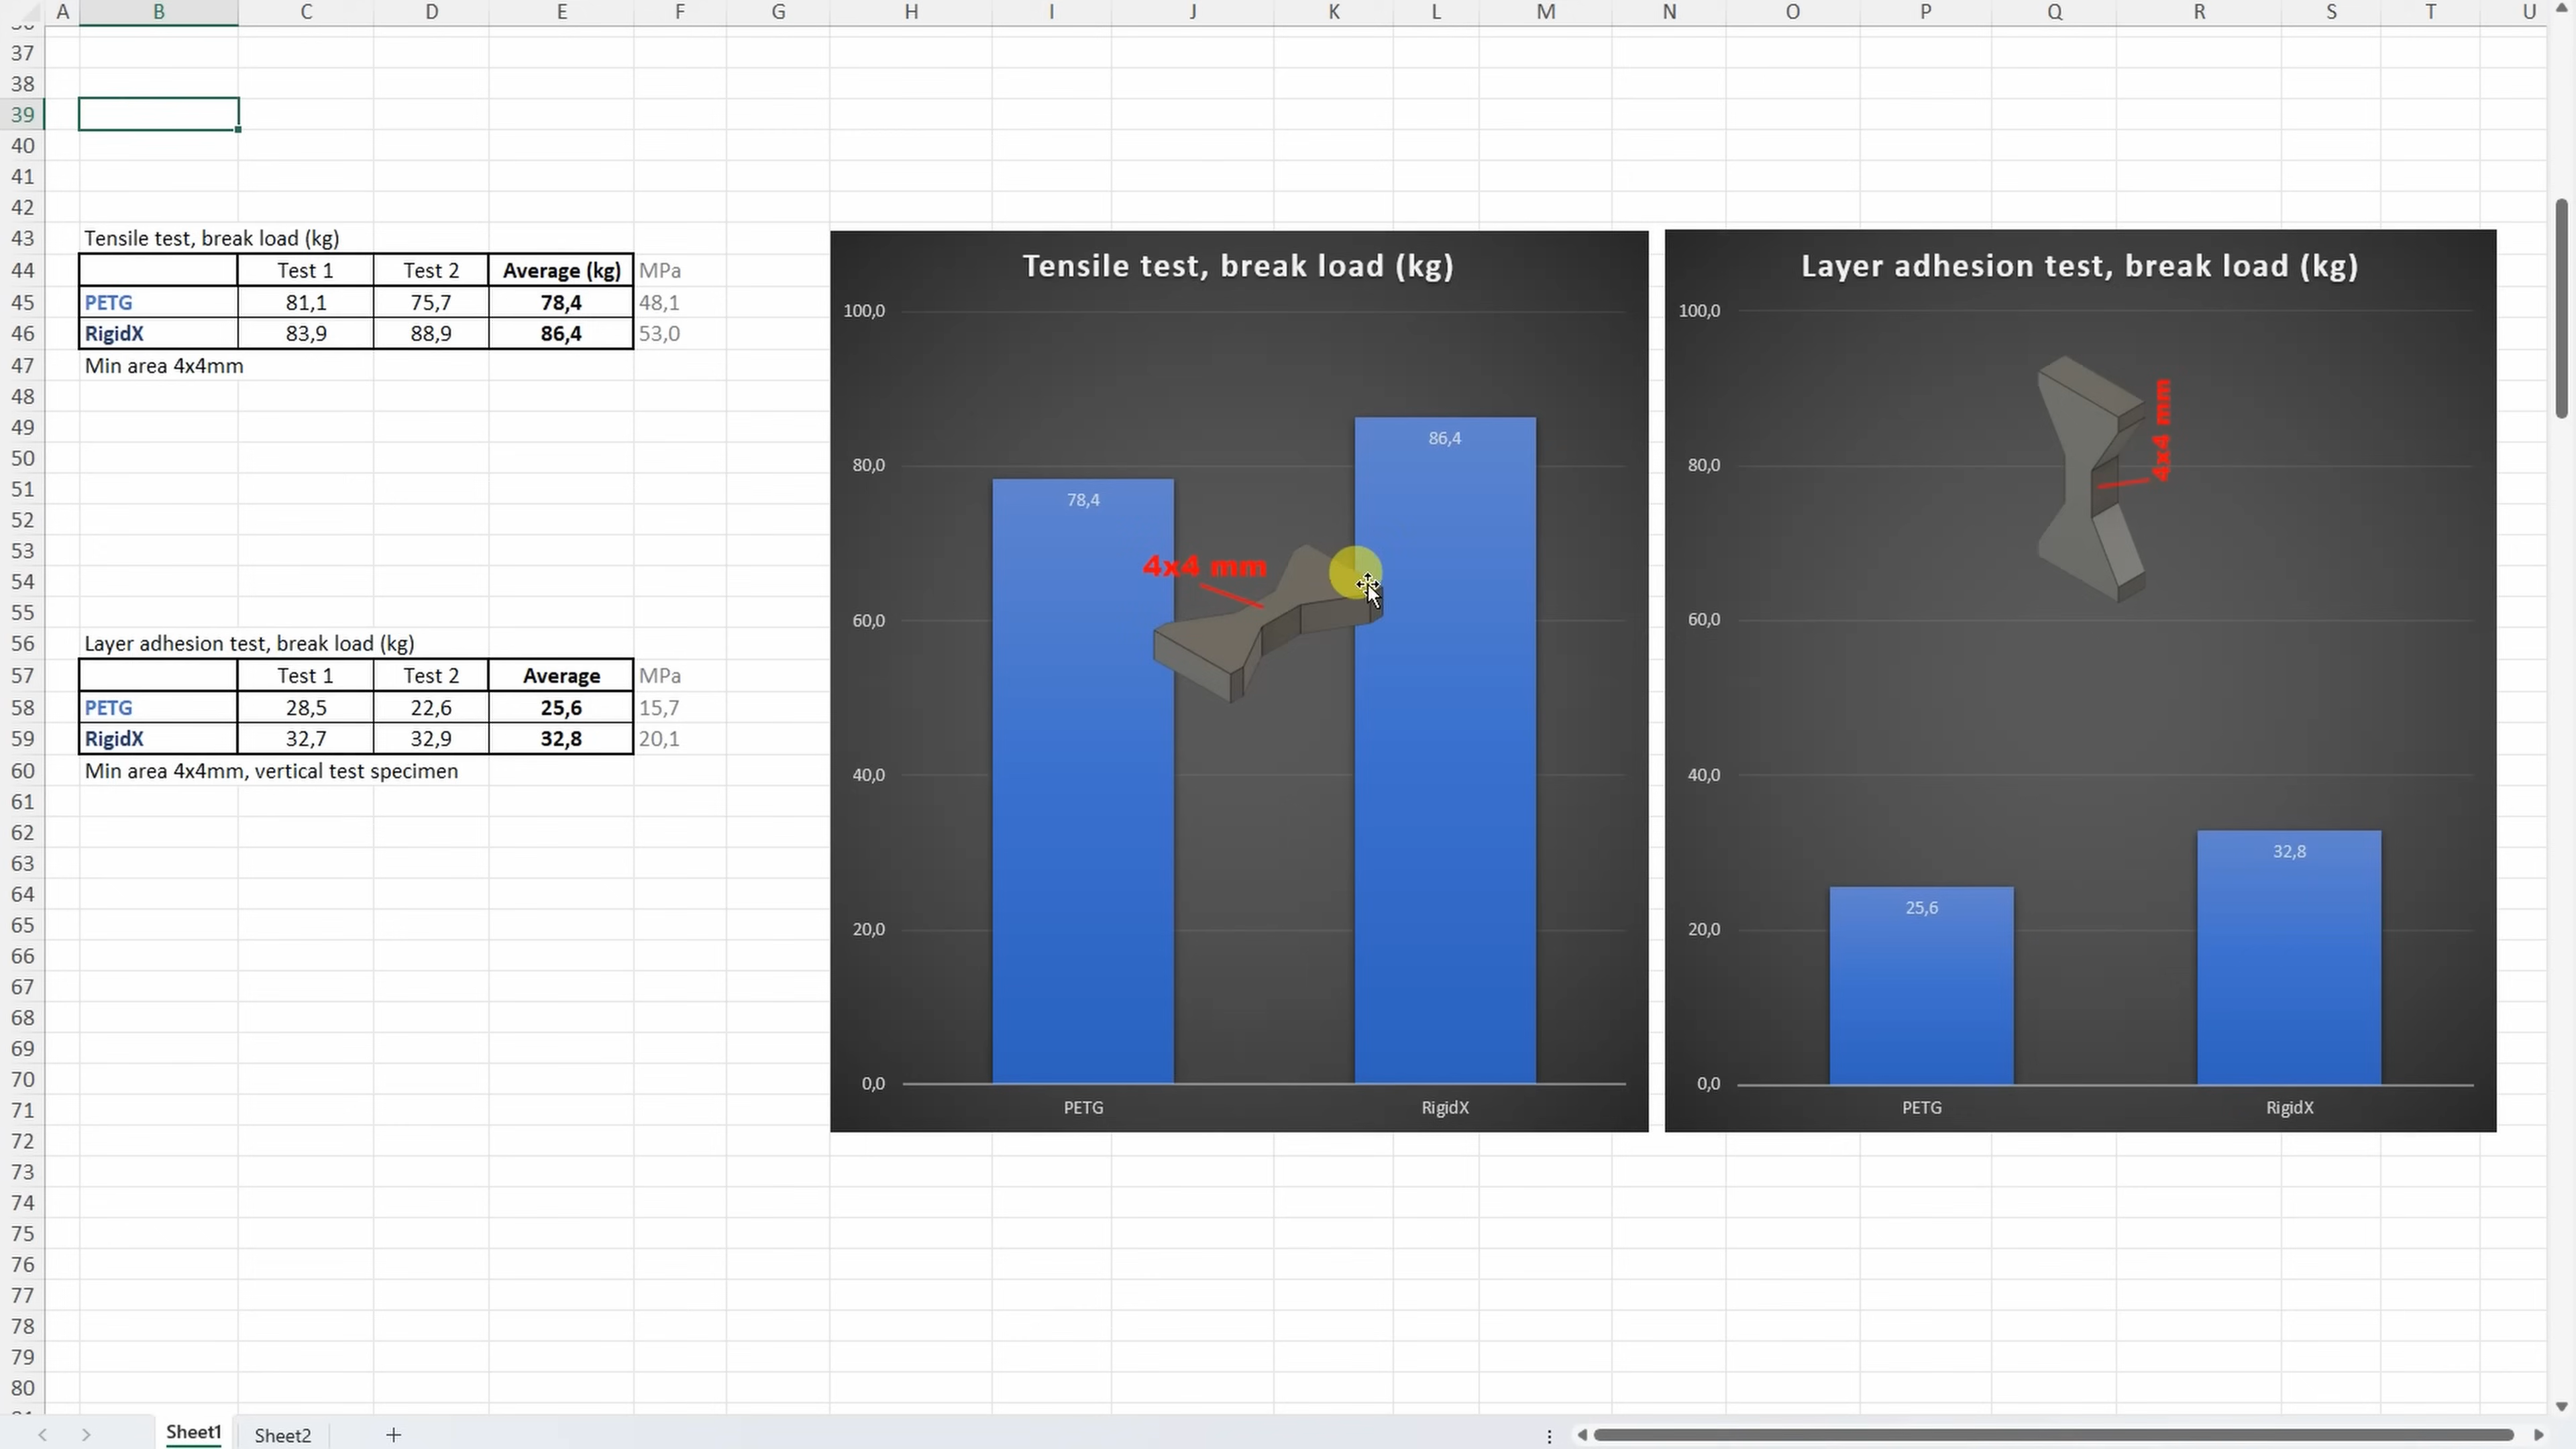 A B C D E F G H I J K L M N O P Q R S T U
37
38
39
40
41
42
43 Tensile test, break load (kg)
44 Test 1 Test 2 Average (kg) MPa
45 PETG 81,1 75,7 78,4 48,1
46 RigidX 83,9 88,9 86,4 53,0
47 Min area 4x4mm
48
49
50
51
52
53
54
55
56 Layer adhesion test, break load (kg)
57 Test 1 Test 2 Average MPa
58 PETG 28,5 22,6 25,6 15,7
59 RigidX 32,7 32,9 32,8 20,1
60 Min area 4x4mm, vertical test specimen
61
62
63
64
65
66
67
68
69
70
71
72
73
74
75
76
77
78
79
80
Tensile test, break load (kg)
100,0
80,0
60,0
40,0
20,0
0,0
78,4
86,4
4x4 mm
PETG RigidX
Layer adhesion test, break load (kg)
100,0
80,0
60,0
40,0
20,0
0,0
4x4 mm
25,6
32,8
PETG RigidX
Sheet1 Sheet2